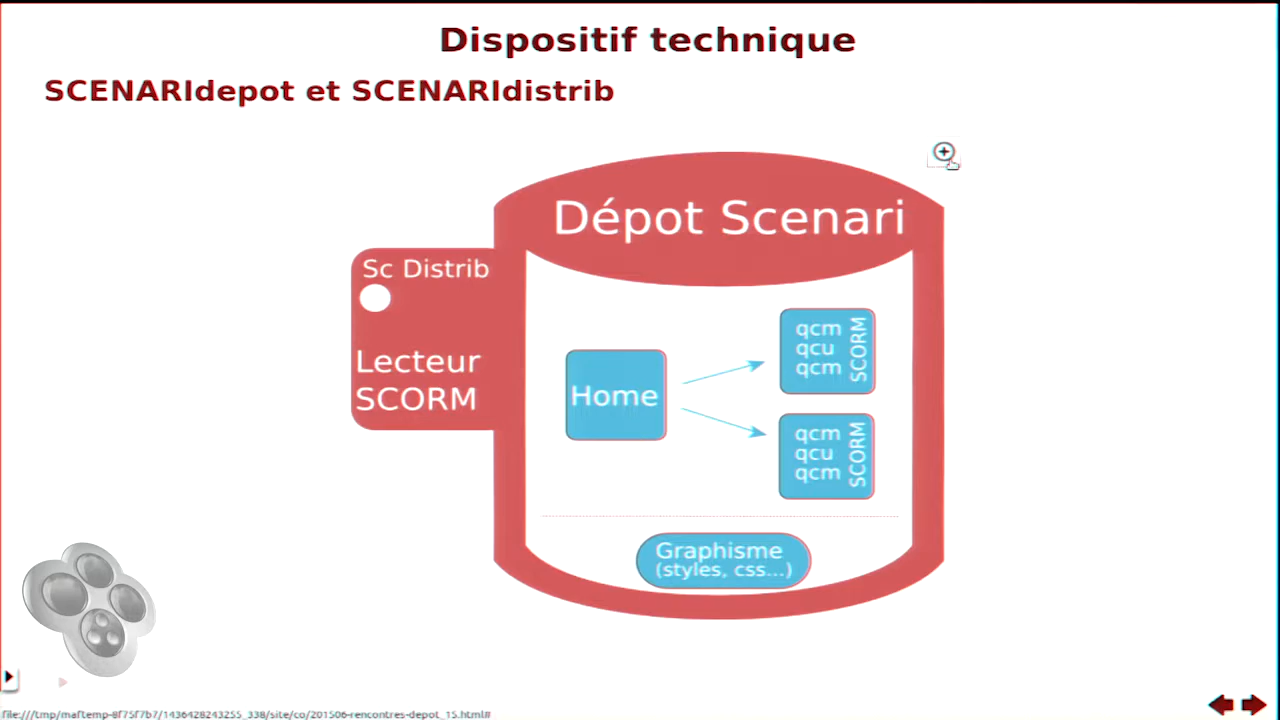 Dispositif technique
SCENARIdepot et SCENARIdistrib
Dépot Scenari
Sc Distrib
Lecteur
SCORM
Home
qcm
qcu
qcm
SCORM
qcm
qcu
qcm
SCORM
Graphisme
(styles, css...)
file:///tmp/maftemp-8f75f7b7/1436428243255_338/site/co/201506-rencontres-depot_15.html#